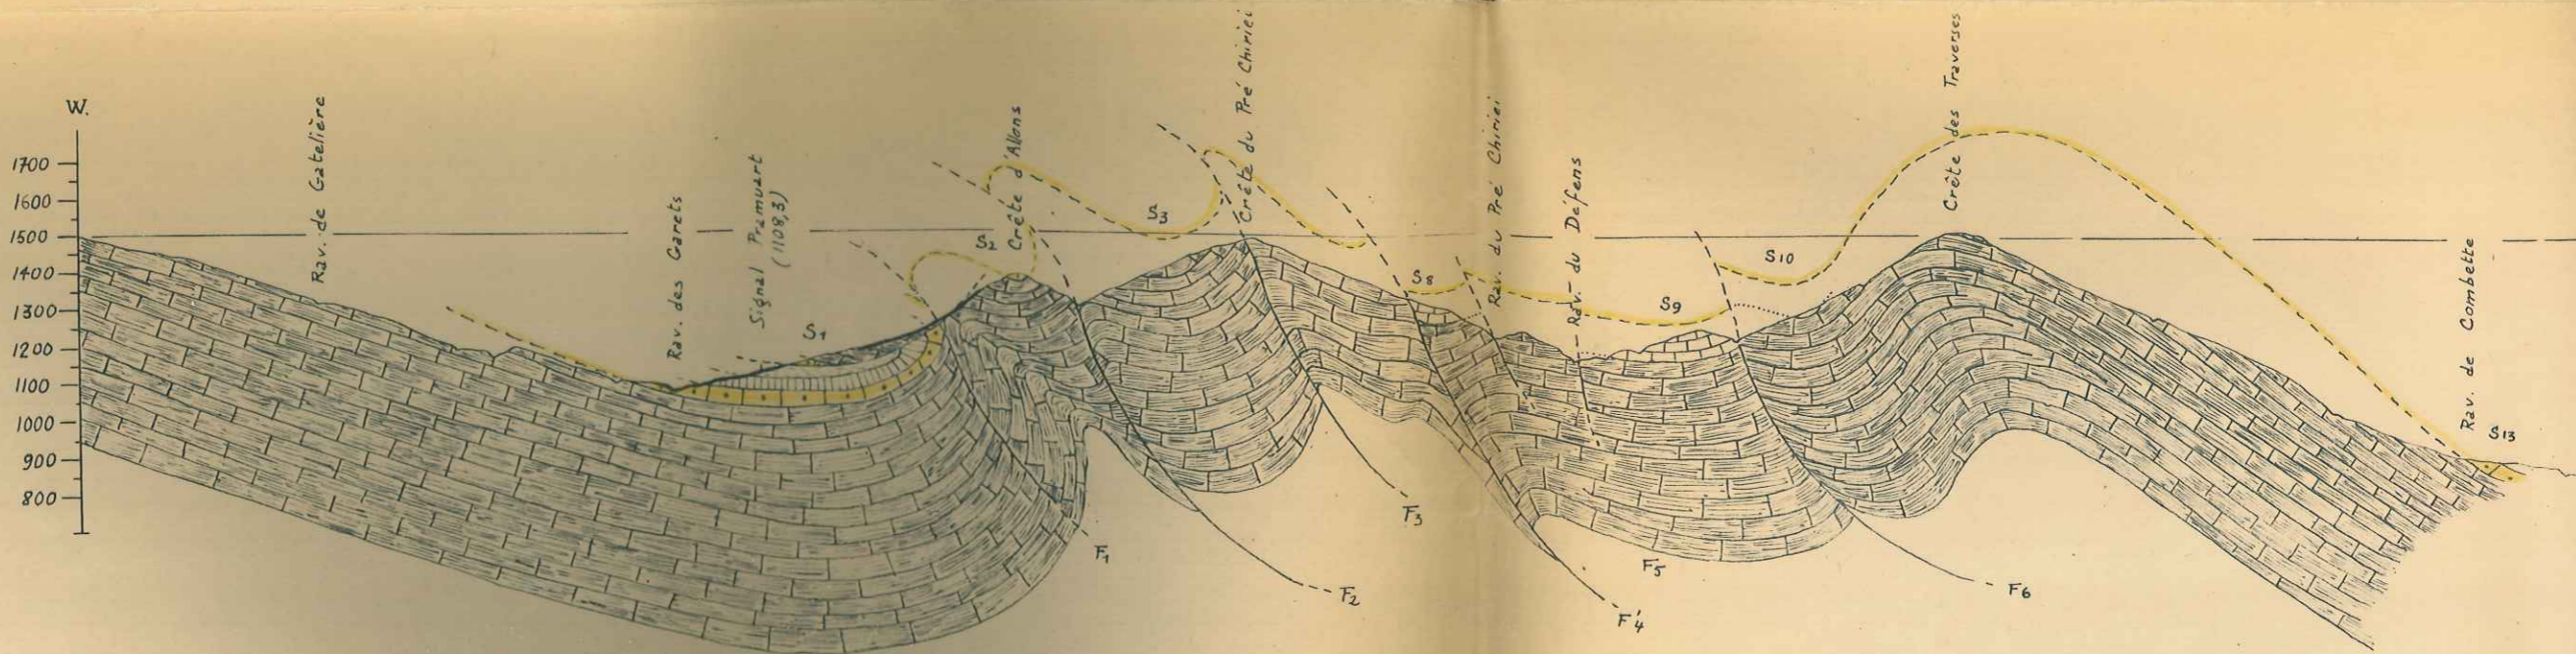 W.
1700
1600
1500
1400
1300
1200
1100
1000
900
800
Rav. de Gatelière
Rav. des Garets
Signal Pramuart
(1108,3)
S1
S2
Crête d'Allons
S3
Crête du Pré Chiriei
S8
Rav. du Pré Chiriei
Rav. du Défens
S9
S10
Crête des Traverses
Rav. de Combette
S13
F1
F2
F3
F'4
F5
F6